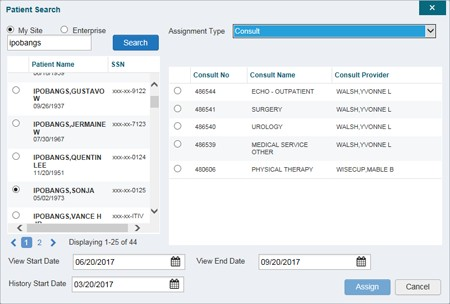 Patient Search
My Site
Enterprise
Assignment Type
Consult
ipobangs
Search
Patient Name
SSN
IPOBANGS,GUSTAVO W
xxx-xx-9122
09/26/1937
IPOBANGS,JERMAINE W
xxx-xx-7123
07/30/1967
IPOBANGS,QUENTIN LEE
xxx-xx-0124
11/20/1951
IPOBANGS,SONJA
xxx-xx-0125
05/02/1973
IPOBANGS,VANCE H
xxx-xx-ITIV
Consult No
Consult Name
Consult Provider
486544
ECHO - OUTPATIENT
WALSH,YVONNE L
486541
SURGERY
WALSH,YVONNE L
486540
UROLOGY
WALSH,YVONNE L
486539
MEDICAL SERVICE OTHER
WALSH,YVONNE L
480606
PHYSICAL THERAPY
WISECUP,MABLE B
1
2
Displaying 1-25 of 44
View Start Date
06/20/2017
View End Date
09/20/2017
History Start Date
03/20/2017
Assign
Cancel